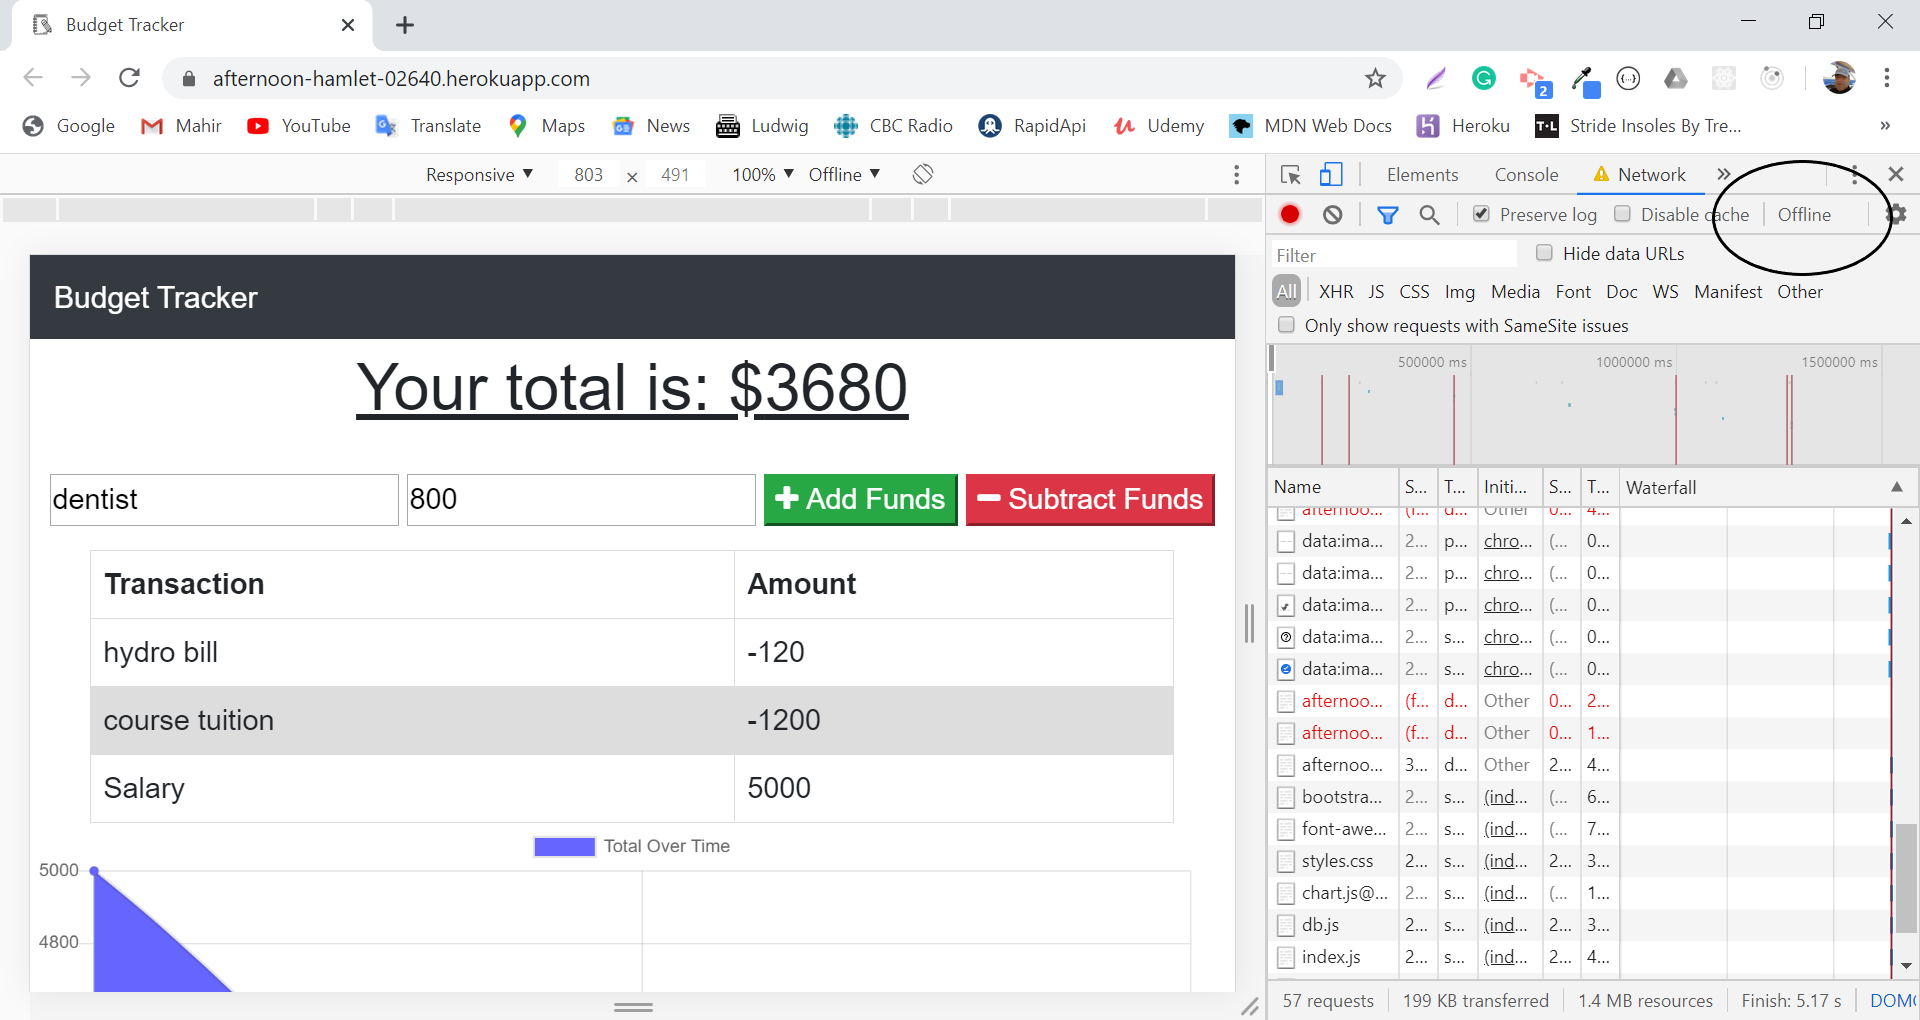 Budget Tracker
afternoon-hamlet-02640.herokuapp.com
2
Google Mahir YouTube Translate Maps News Ludwig CBC Radio RapidApi Udemy MDN Web Docs Heroku T·L Stride Insoles By Tre... »
Responsive ▼ 803 × 491 100% ▼ Offline ▼
Elements Console Network »
Preserve log Disable cache Offline
Filter Hide data URLs
All XHR JS CSS Img Media Font Doc WS Manifest Other
Only show requests with SameSite issues
500000 ms 1000000 ms 1500000 ms
Budget Tracker
Your total is: $3680
dentist 800 + Add Funds − Subtract Funds
Transaction Amount
hydro bill -120
course tuition -1200
Salary 5000
Total Over Time
5000
4800
Name S... T... Initi... S... T... Waterfall
afternoo... (f... d... Other 0... 4...
data:ima... 2... p... chro... (... 0...
data:ima... 2... p... chro... (... 0...
data:ima... 2... p... chro... (... 0...
data:ima... 2... s... chro... (... 0...
data:ima... 2... s... chro... (... 0...
afternoo... (f... d... Other 0... 2...
afternoo... (f... d... Other 0... 1...
afternoo... 3... d... Other 2... 4...
bootstra... 2... s... (ind... (... 6...
font-awe... 2... s... (ind... (... 7...
styles.css 2... s... (ind... 2... 3...
chart.js@... 2... s... (ind... (... 1...
db.js 2... s... (ind... 2... 3...
index.js 2... s... (ind... 2... 4...
57 requests 199 KB transferred 1.4 MB resources Finish: 5.17 s DOMC